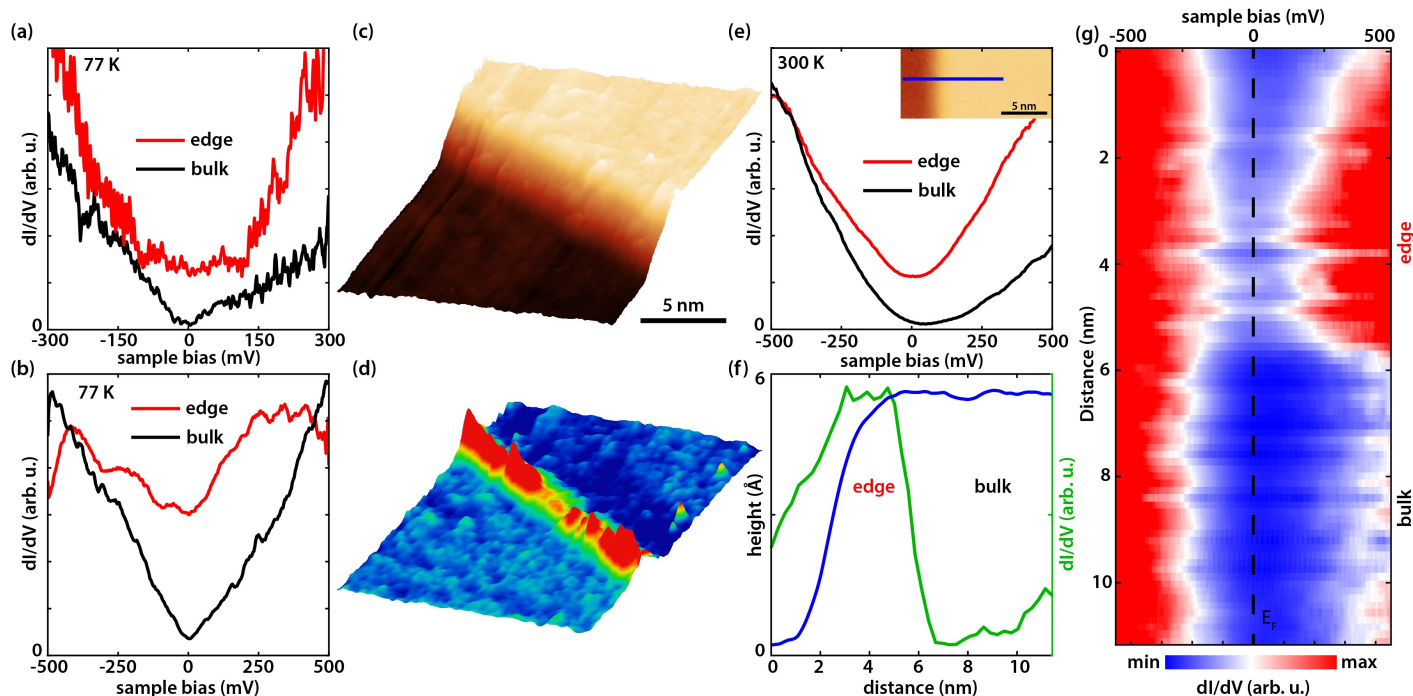 (a)
77 K
edge
bulk
dI/dV (arb. u.)
0
-300 -150 0 150 300
sample bias (mV)
(b)
77 K
edge
bulk
dI/dV (arb. u.)
0
-500 -250 0 250 500
sample bias (mV)
(c)
5 nm
(d)
(e)
300 K
5 nm
edge
bulk
dI/dV (arb. u.)
0
-500 -250 0 250 500
sample bias (mV)
(f)
6
height (Å)
0
edge
bulk
dI/dV (arb. u.)
0 2 4 6 8 10
distance (nm)
(g)
sample bias (mV)
-500 0 500
0
2
4
6
8
10
Distance (nm)
edge
bulk
EF
min max
dI/dV (arb. u.)